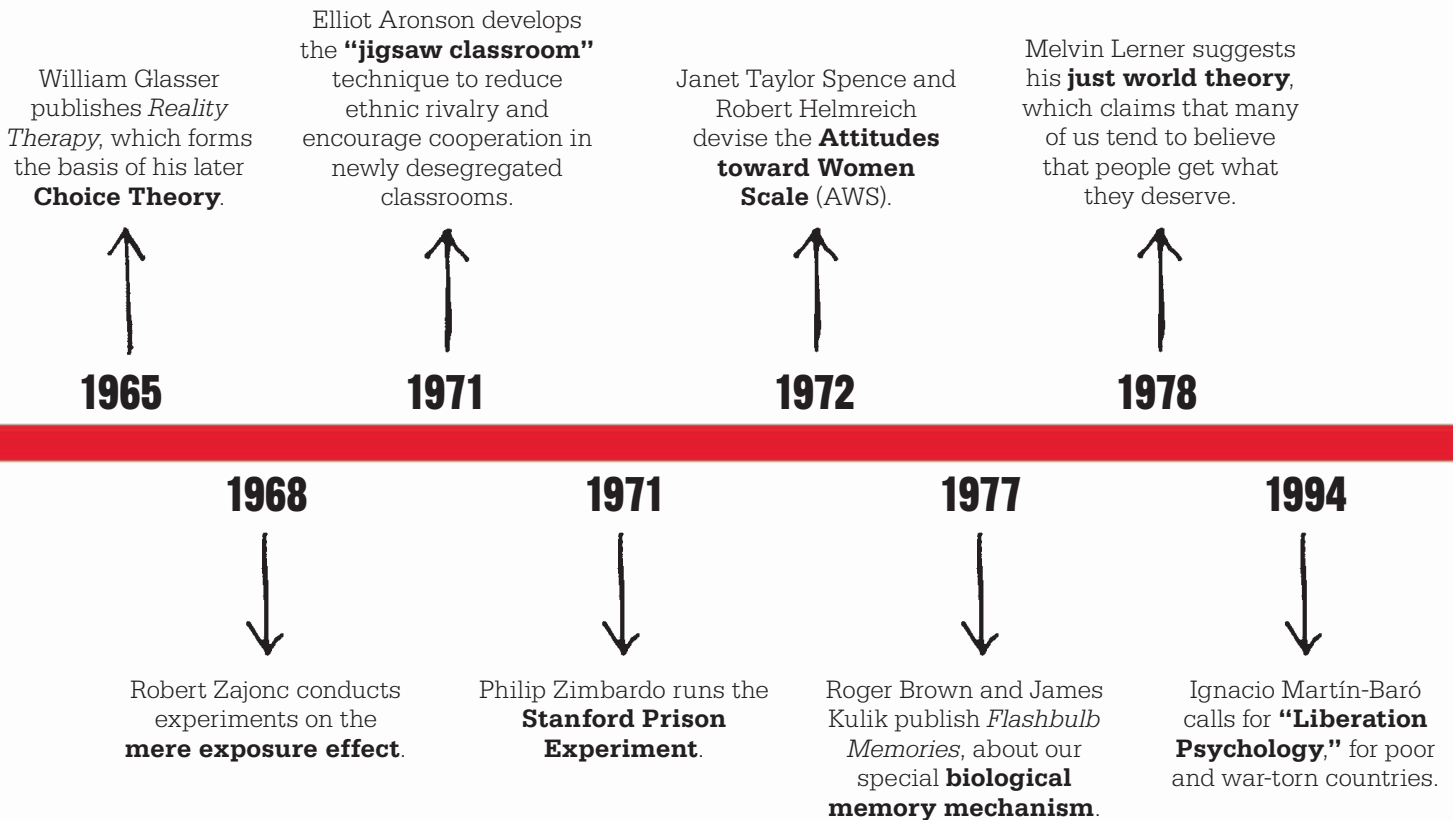 William Glasser
publishes Reality
Therapy, which forms
the basis of his later
Choice Theory.
1965
Elliot Aronson develops
the “jigsaw classroom”
technique to reduce
ethnic rivalry and
encourage cooperation in
newly desegregated
classrooms.
1971
Janet Taylor Spence and
Robert Helmreich
devise the Attitudes
toward Women
Scale (AWS).
1972
Melvin Lerner suggests
his just world theory,
which claims that many
of us tend to believe
that people get what
they deserve.
1978
1968
Robert Zajonc conducts
experiments on the
mere exposure effect.
1971
Philip Zimbardo runs the
Stanford Prison
Experiment.
1977
Roger Brown and James
Kulik publish Flashbulb
Memories, about our
special biological
memory mechanism.
1994
Ignacio Martín-Baró
calls for “Liberation
Psychology,” for poor
and war-torn countries.